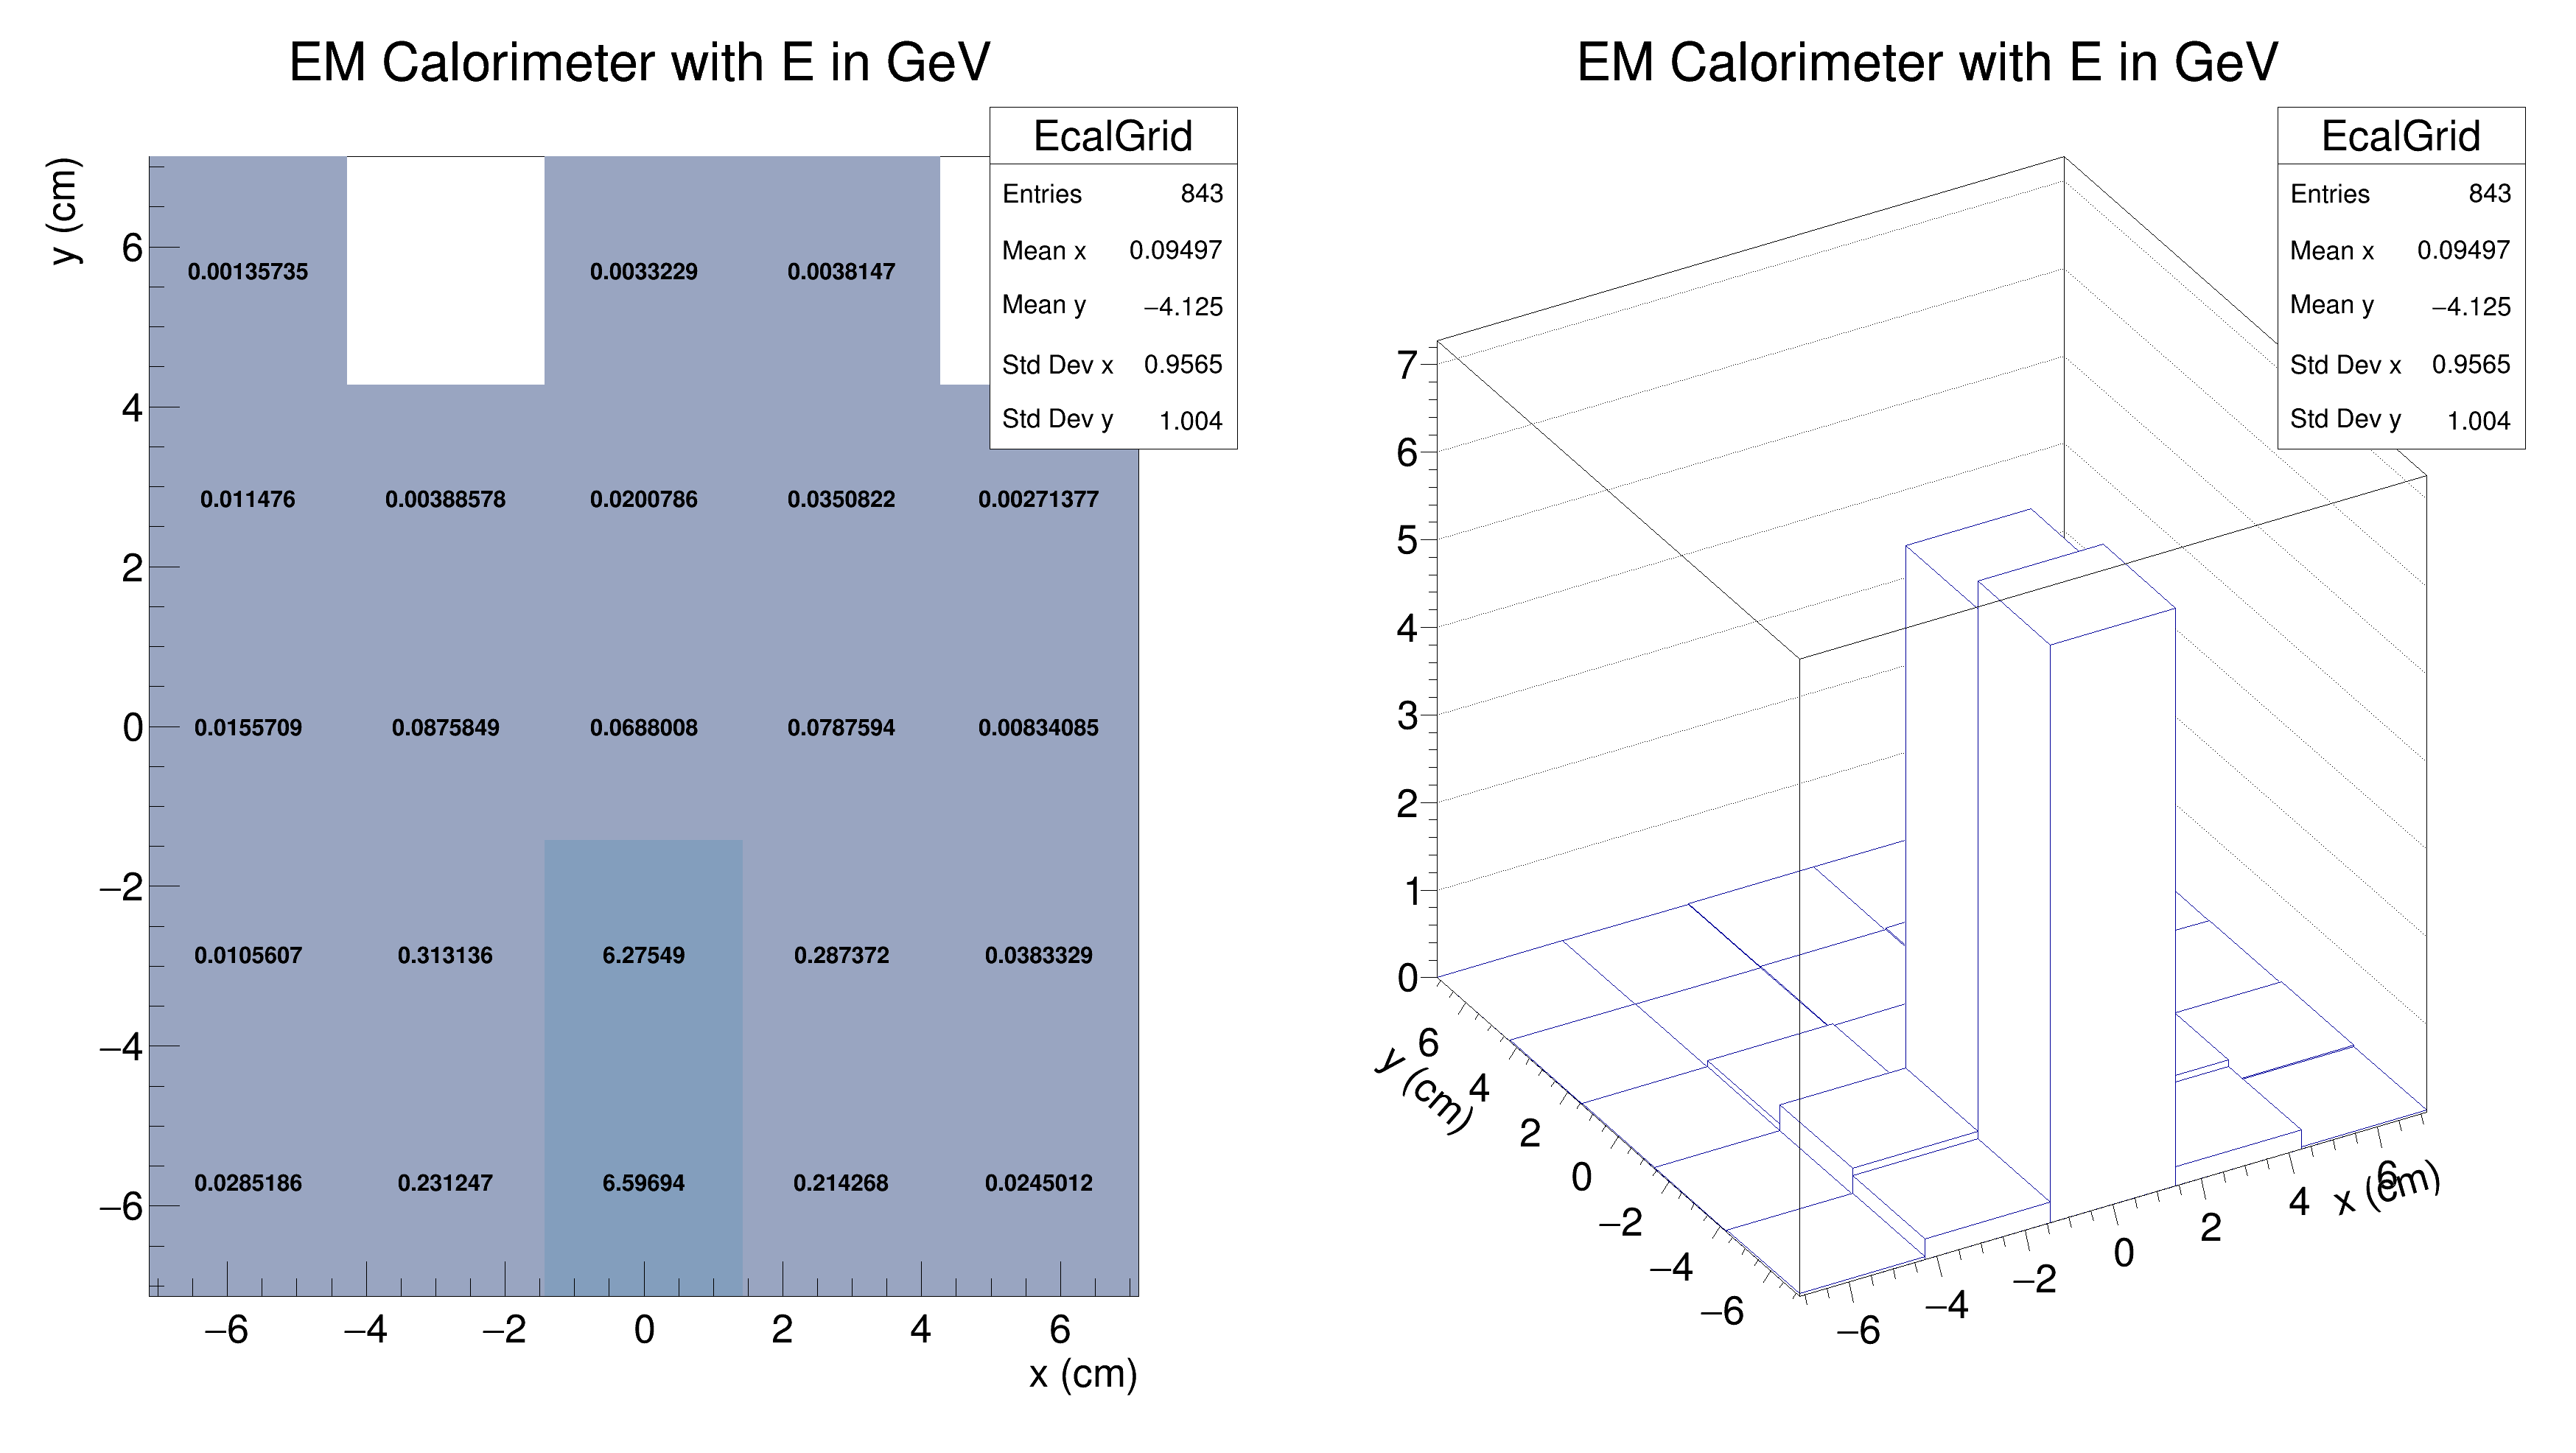 EM Calorimeter with E in GeV
EcalGrid
Entries 843
Mean x 0.09497
Mean y −4.125
Std Dev x 0.9565
Std Dev y 1.004
y (cm)
6
4
2
0
−2
−4
−6
0.00135735 0.0033229 0.0038147
0.011476 0.00388578 0.0200786 0.0350822 0.00271377
0.0155709 0.0875849 0.0688008 0.0787594 0.00834085
0.0105607 0.313136 6.27549 0.287372 0.0383329
0.0285186 0.231247 6.59694 0.214268 0.0245012
−6 −4 −2 0 2 4 6
x (cm)
EM Calorimeter with E in GeV
EcalGrid
Entries 843
Mean x 0.09497
Mean y −4.125
Std Dev x 0.9565
Std Dev y 1.004
7
6
5
4
3
2
1
0
y (cm)
6
4
2
0
−2
−4
−6
−6 −4 −2 0 2 4 6
x (cm)